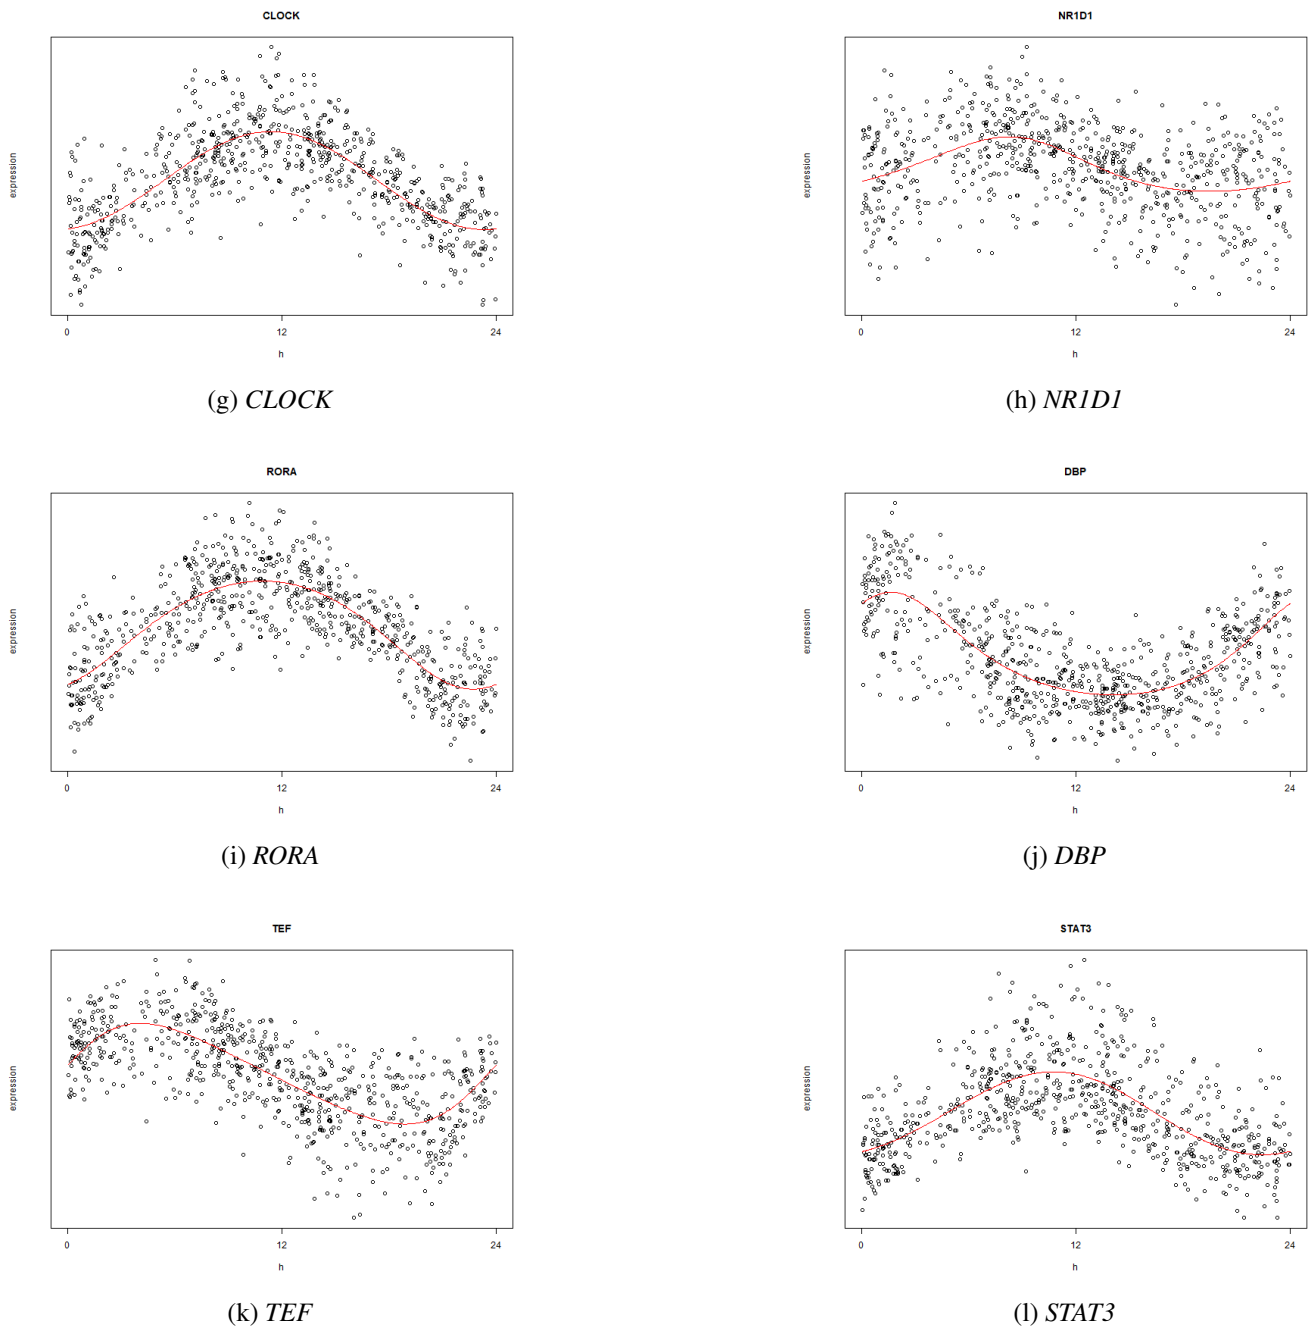 CLOCK
expression
0 12 24
h
(g) CLOCK
NR1D1
expression
0 12 24
h
(h) NR1D1
RORA
expression
0 12 24
h
(i) RORA
DBP
expression
0 12 24
h
(j) DBP
TEF
expression
0 12 24
h
(k) TEF
STAT3
expression
0 12 24
h
(l) STAT3